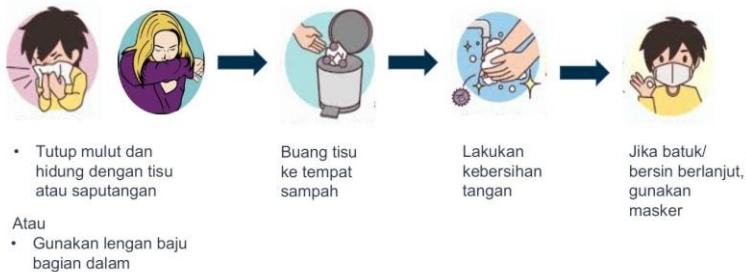 • Tutup mulut dan
hidung dengan tisu
atau saputangan
Atau
• Gunakan lengan baju
bagian dalam
Buang tisu
ke tempat
sampah
Lakukan
kebersihan
tangan
Jika batuk/
bersin berlanjut,
gunakan
masker